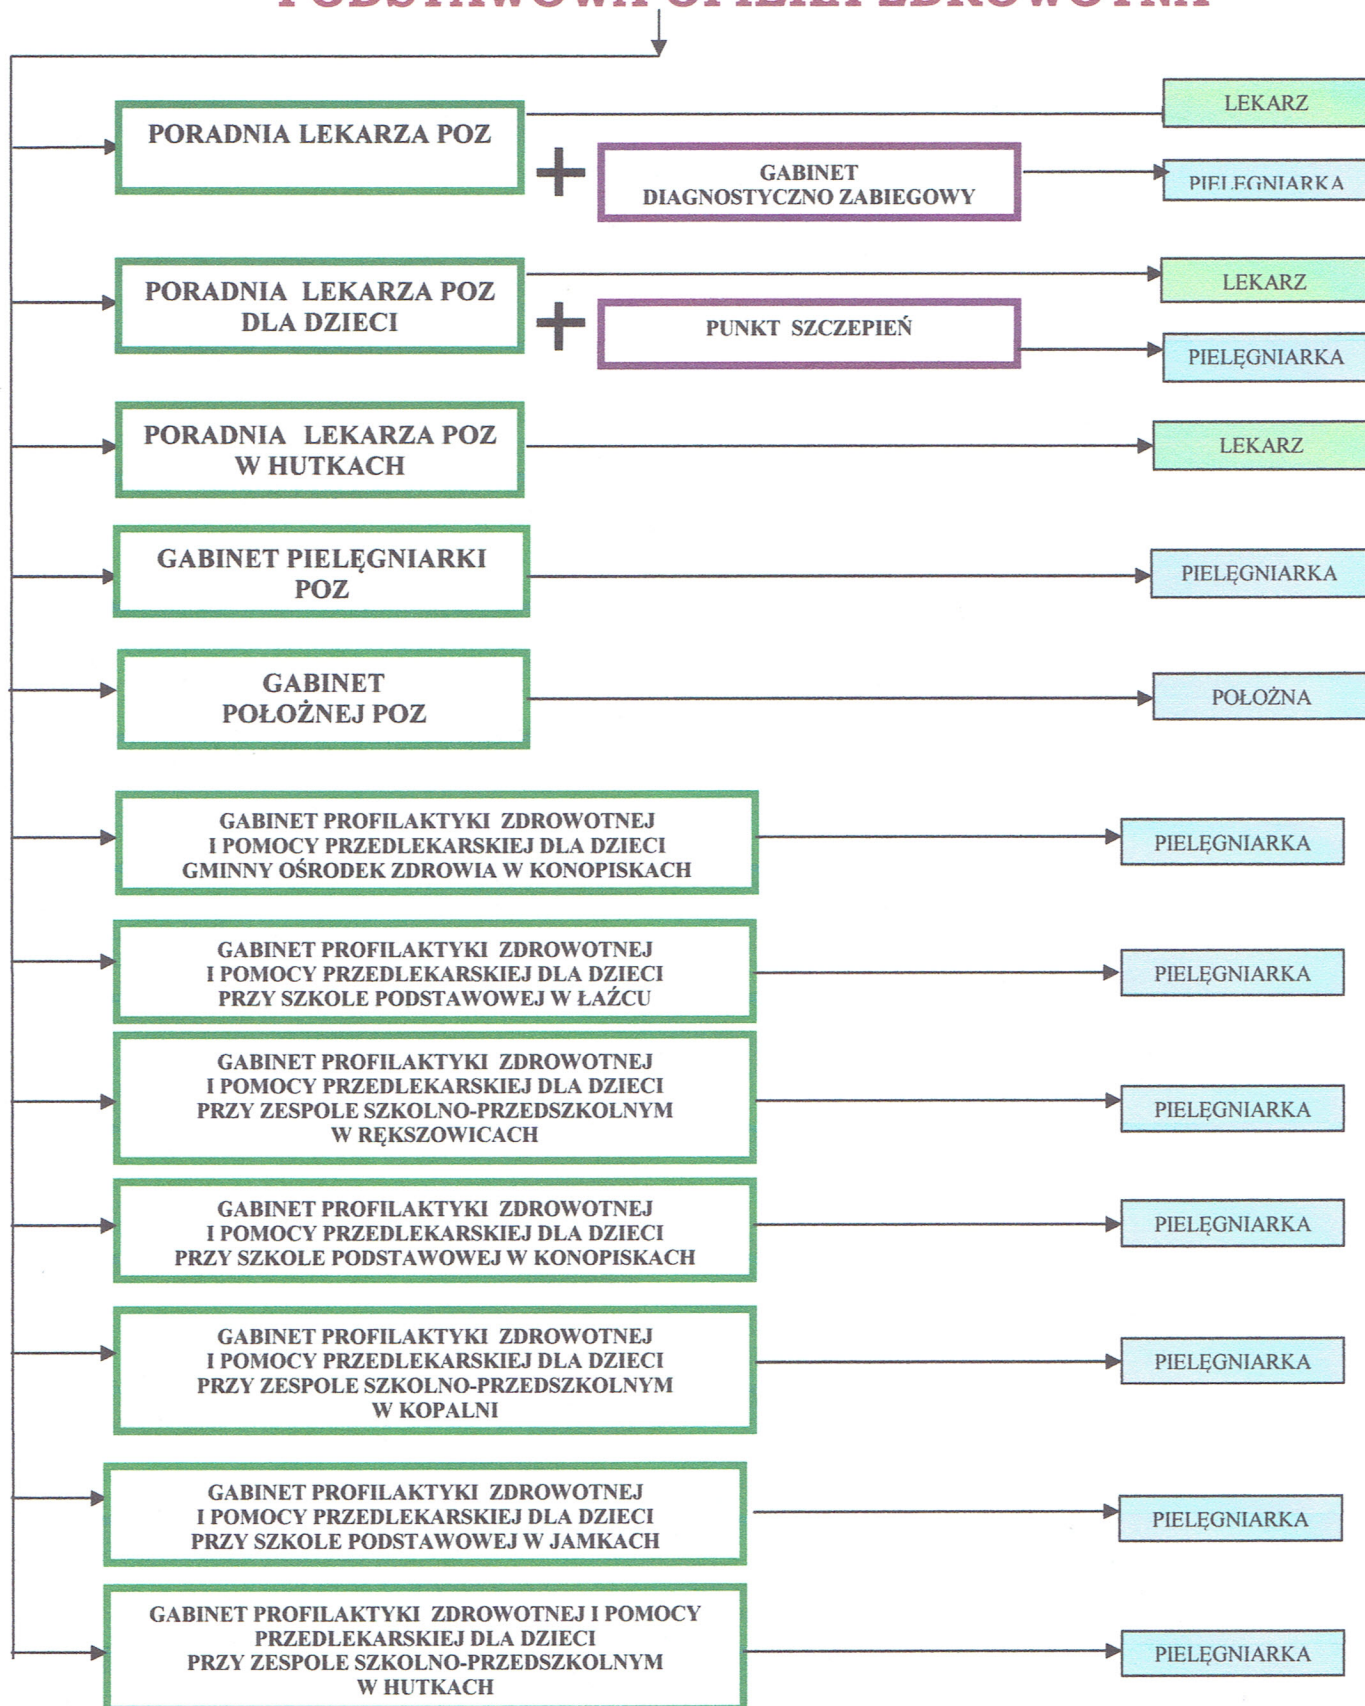 PODSTAWOWA OPIEKA ZDROWOTNA
PORADNIA LEKARZA POZ
LEKARZ
GABINET
DIAGNOSTYCZNO ZABIEGOWY
PIELĘGNIARKA
PORADNIA LEKARZA POZ
DLA DZIECI
LEKARZ
PUNKT SZCZEPIEŃ
PIELĘGNIARKA
PORADNIA LEKARZA POZ
W HUTKACH
LEKARZ
GABINET PIELĘGNIARKI
POZ
PIELĘGNIARKA
GABINET
POŁOŻNEJ POZ
POŁOŻNA
GABINET PROFILAKTYKI ZDROWOTNEJ
I POMOCY PRZEDLEKARSKIEJ DLA DZIECI
GMINNY OŚRODEK ZDROWIA W KONOPISKACH
PIELĘGNIARKA
GABINET PROFILAKTYKI ZDROWOTNEJ
I POMOCY PRZEDLEKARSKIEJ DLA DZIECI
PRZY SZKOLE PODSTAWOWEJ W ŁAŹCU
PIELĘGNIARKA
GABINET PROFILAKTYKI ZDROWOTNEJ
I POMOCY PRZEDLEKARSKIEJ DLA DZIECI
PRZY ZESPOLE SZKOLNO-PRZEDSZKOLNYM
W RĘKSZOWICACH
PIELĘGNIARKA
GABINET PROFILAKTYKI ZDROWOTNEJ
I POMOCY PRZEDLEKARSKIEJ DLA DZIECI
PRZY SZKOLE PODSTAWOWEJ W KONOPISKACH
PIELĘGNIARKA
GABINET PROFILAKTYKI ZDROWOTNEJ
I POMOCY PRZEDLEKARSKIEJ DLA DZIECI
PRZY ZESPOLE SZKOLNO-PRZEDSZKOLNYM
W KOPALNI
PIELĘGNIARKA
GABINET PROFILAKTYKI ZDROWOTNEJ
I POMOCY PRZEDLEKARSKIEJ DLA DZIECI
PRZY SZKOLE PODSTAWOWEJ W JAMKACH
PIELĘGNIARKA
GABINET PROFILAKTYKI ZDROWOTNEJ I POMOCY
PRZEDLEKARSKIEJ DLA DZIECI
PRZY ZESPOLE SZKOLNO-PRZEDSZKOLNYM
W HUTKACH
PIELĘGNIARKA